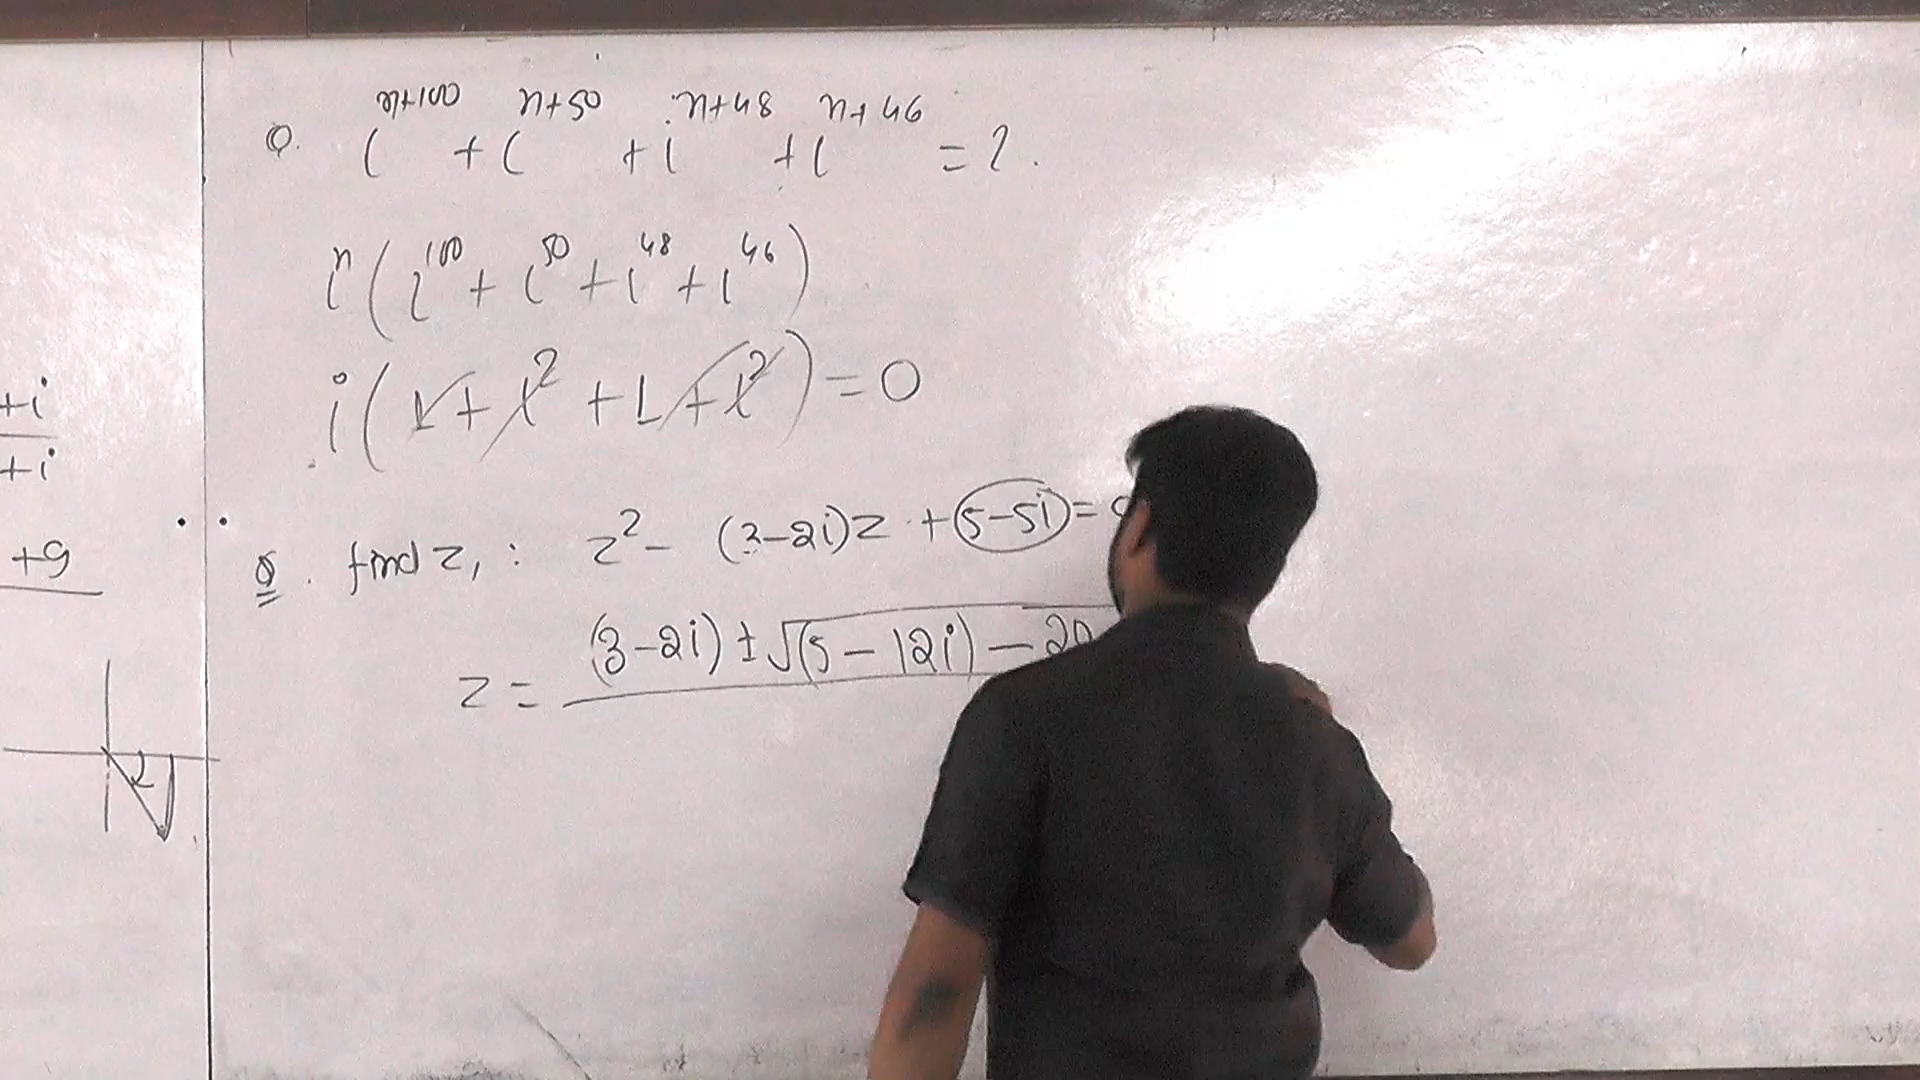 +i
+i
+9
Q. i^{n+100} + i^{n+50} + i^{n+48} + i^{n+46} = ?
i^n (i^{100} + i^{50} + i^{48} + i^{46})
i (1 + i^2 + 1 + i^2) = 0
Q. find z, : z^2 - (3-2i)z + (5-5i) =
z = (3-2i) ± √(5 - 12i) - 20